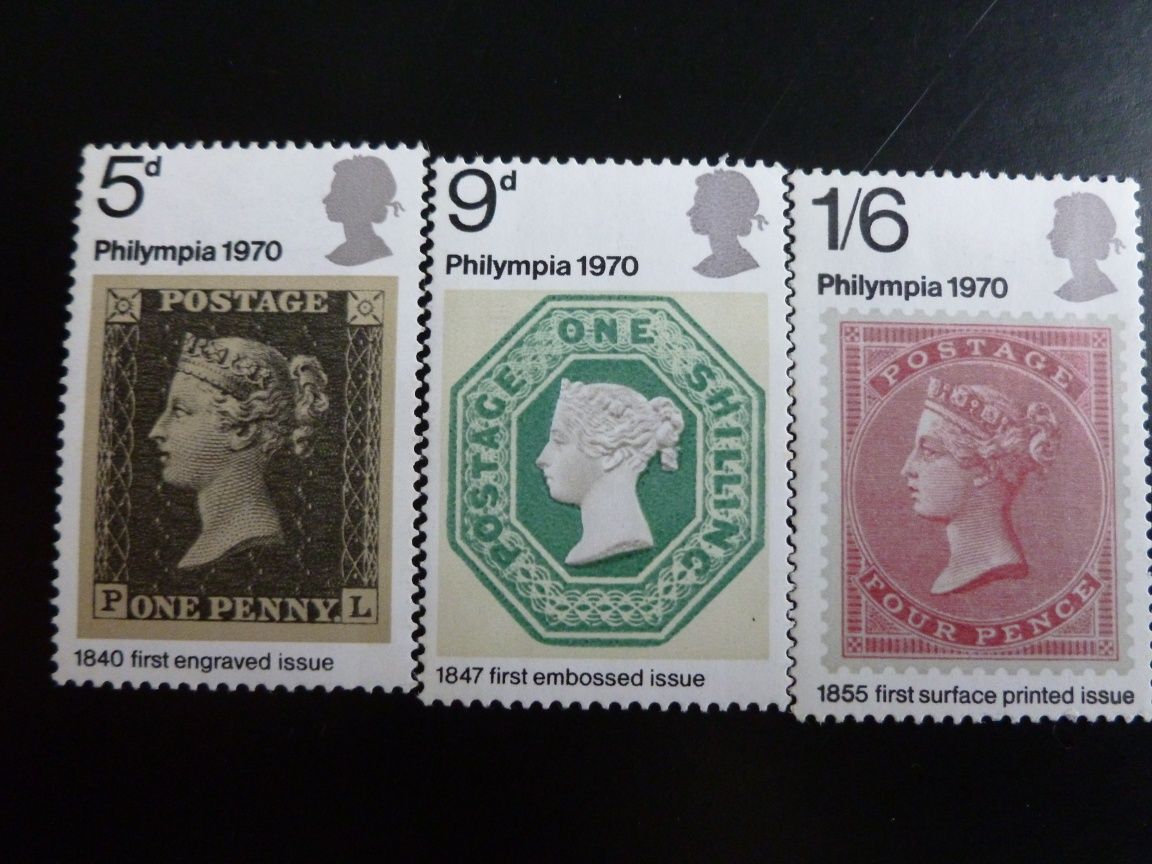 5d
Philympia 1970
POSTAGE
P ONE PENNY. L
1840 first engraved issue
9d
Philympia 1970
POSTAGE ONE SHILLING
1847 first embossed issue
1/6
Philympia 1970
POSTAGE
FOUR PENCE
1855 first surface printed issue